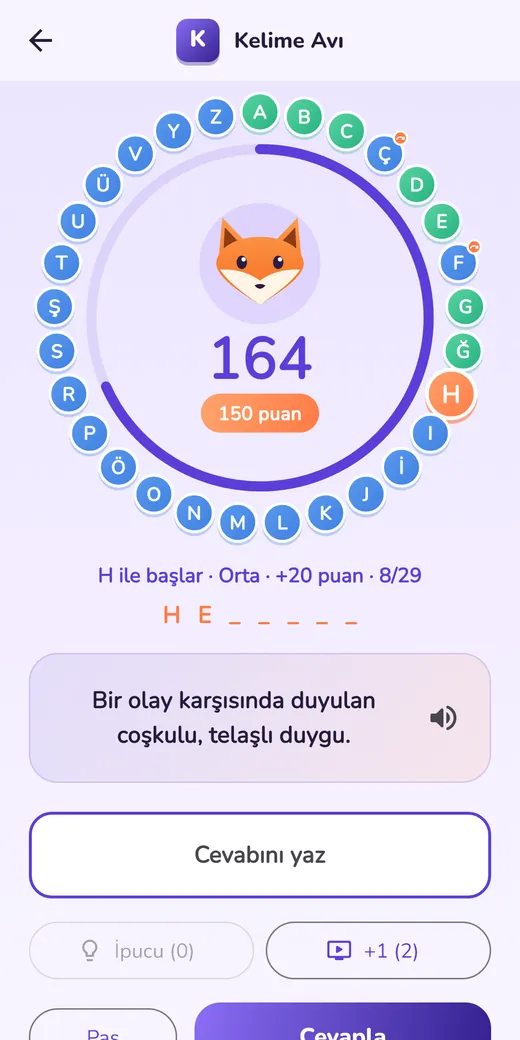 K Kelime Avı
A
B
C
Ç
D
E
F
G
Ğ
H
I
İ
J
K
L
M
N
O
Ö
P
R
S
Ş
T
U
Ü
V
Y
Z
164
150 puan
H ile başlar · Orta · +20 puan · 8/29
H E _ _ _ _ _
Bir olay karşısında duyulan
coşkulu, telaşlı duygu.
Cevabını yaz
İpucu (0)
+1 (2)
Pas
Cevapla